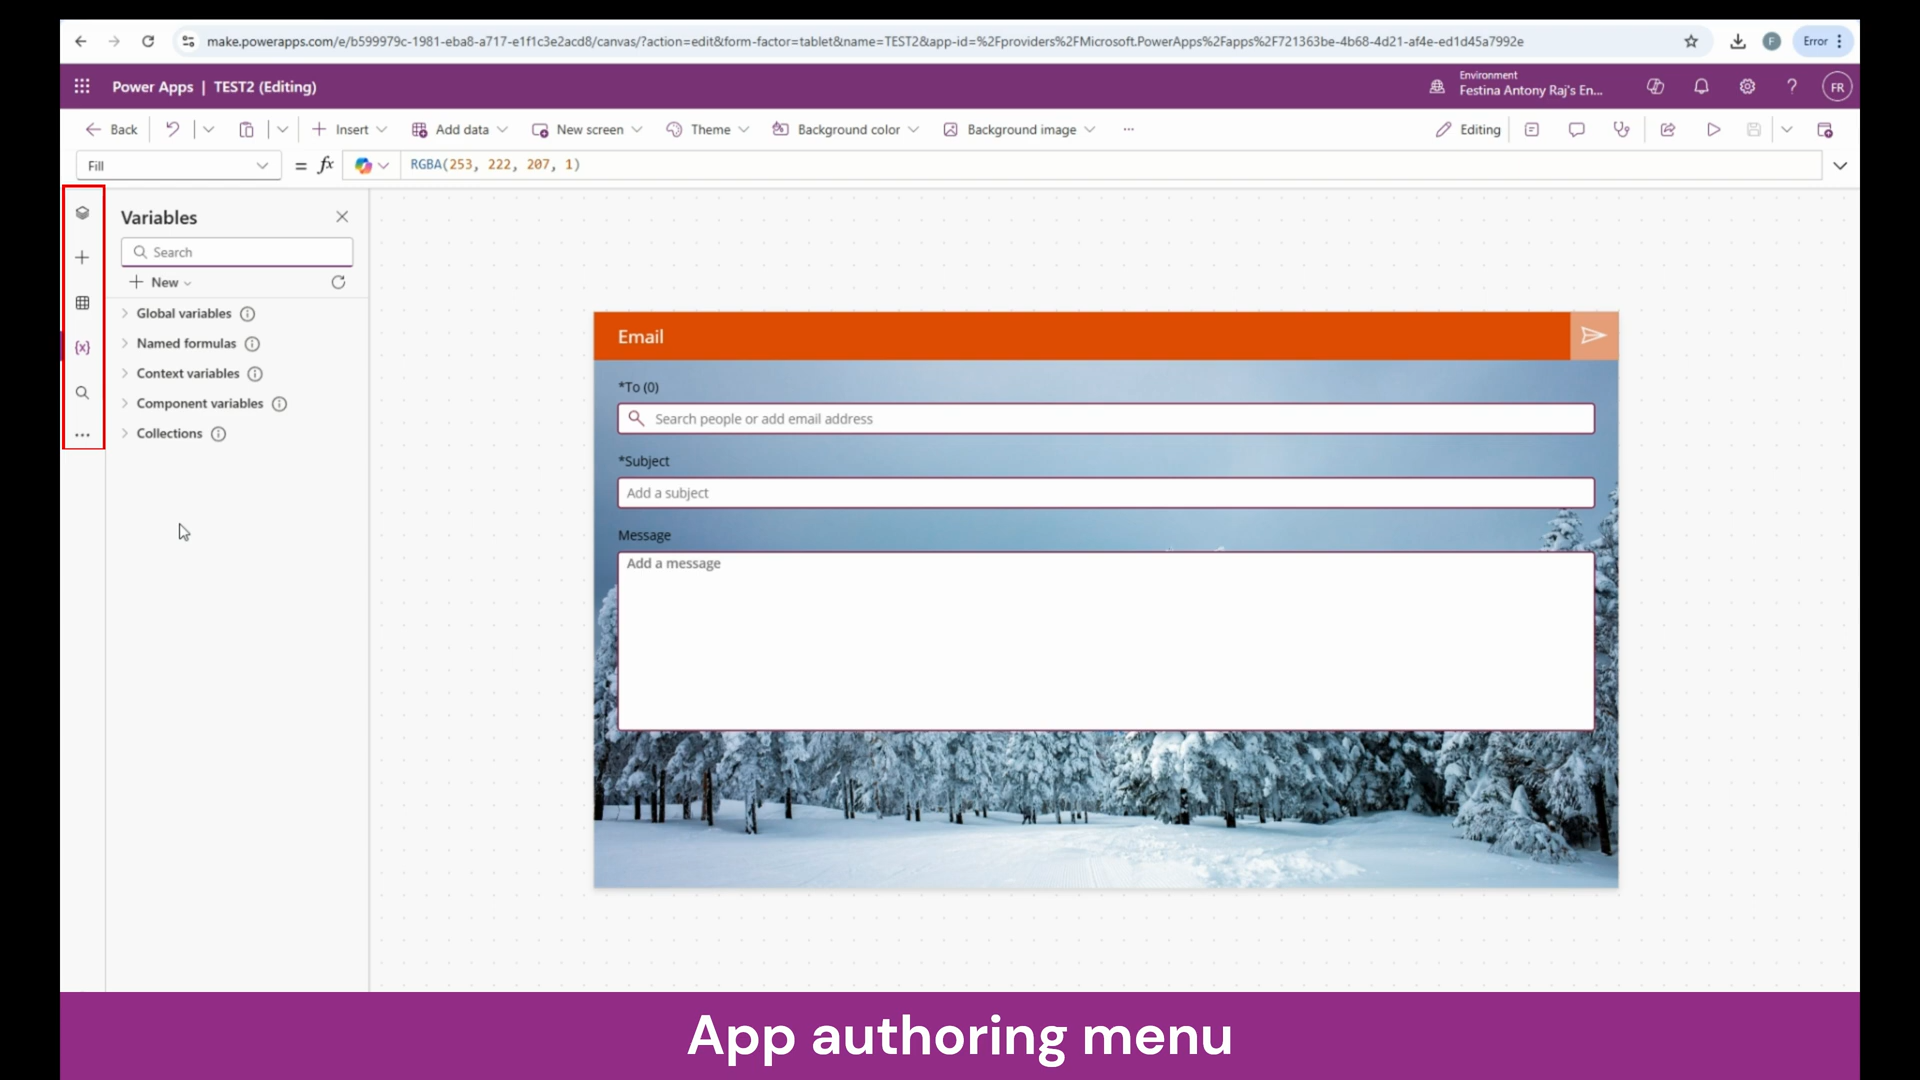 make.powerapps.com/e/b599979c-1981-eba8-a717-e1f1c3e2acd8/canvas/?action=edit&form-factor=tablet&name=TEST2&app-id=%2Fproviders%2FMicrosoft.PowerApps%2Fapps%2F721363be-4b68-4d21-af4e-ed1d45a7992e
F
Error
Power Apps | TEST2 (Editing)
Environment
Festina Antony Raj's En...
FR
Back
Insert
Add data
New screen
Theme
Background color
Background image
...
Editing
Fill
= fx
RGBA(253, 222, 207, 1)
Variables
Search
New
Global variables
Named formulas
Context variables
Component variables
Collections
{x}
Email
*To (0)
Search people or add email address
*Subject
Add a subject
Message
Add a message
App authoring menu